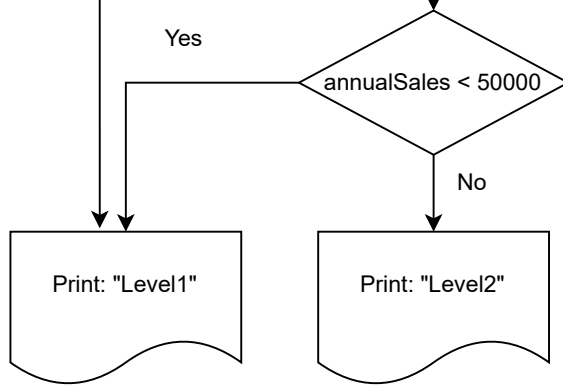 Yes
annualSales < 50000
No
Print: "Level1"
Print: "Level2"